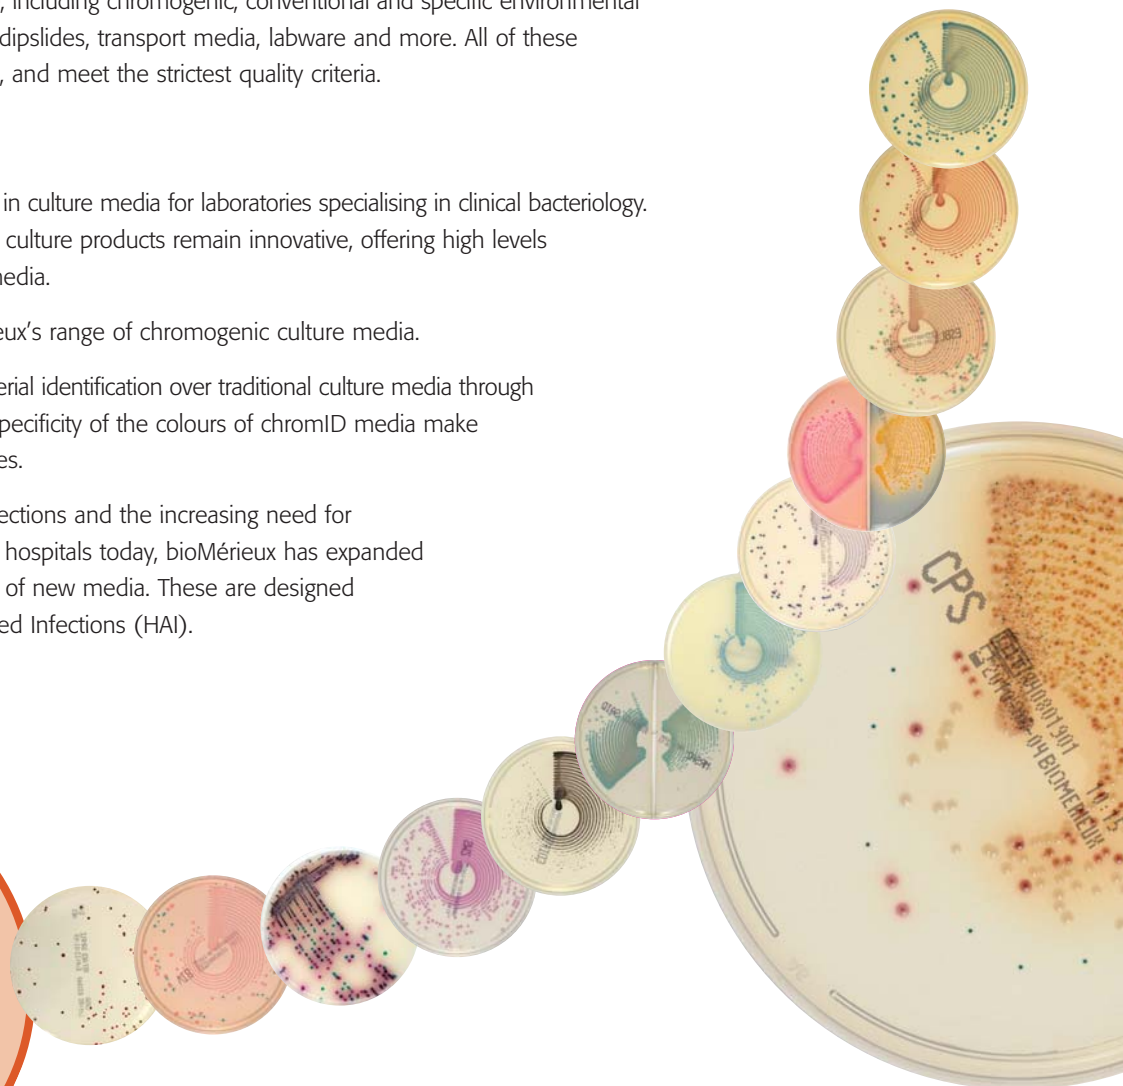 , including chromogenic, conventional and specific environmental
dipslides, transport media, labware and more. All of these
, and meet the strictest quality criteria.
in culture media for laboratories specialising in clinical bacteriology.
culture products remain innovative, offering high levels
media.
eux's range of chromogenic culture media.
erial identification over traditional culture media through
pecificity of the colours of chromID media make
es.
ections and the increasing need for
hospitals today, bioMérieux has expanded
of new media. These are designed
ed Infections (HAI).
CPS
BIOMERIEUX
10:15